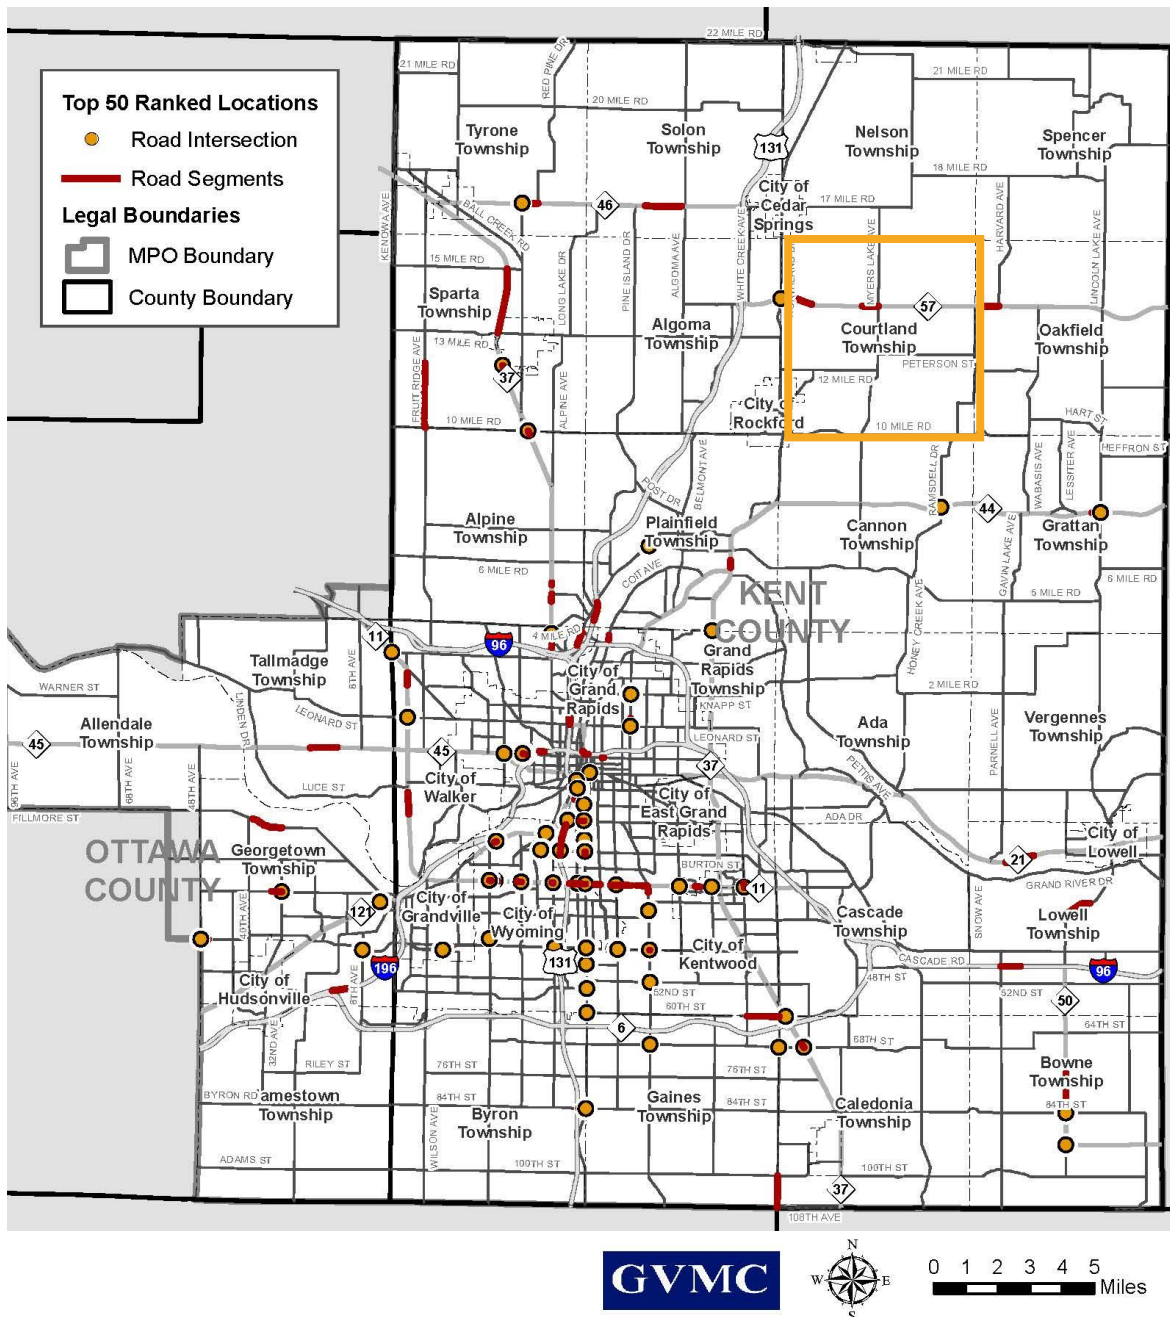 22 MILE RD
21 MILE RD
RED PINE DR
21 MILE RD
20 MILE RD
Top 50 Ranked Locations
Road Intersection
Road Segments
Legal Boundaries
MPO Boundary
County Boundary
Tyrone
Township
Solon
Township
131
Nelson
Township
Spencer
Township
18 MILE RD
KENOWA AVE
BALL CREEK RD
46
City of
Cedar
Springs
17 MILE RD
HARVARD AVE
LINCOLN LAKE AVE
15 MILE RD
LONG LAKE DR
PINE ISLAND DR
ALGOMA AVE
WHITE CREEK AVE
MYERS LAKE AVE
57
Sparta
Township
Algoma
Township
Courtland
Township
Oakfield
Township
13 MILE RD
PETERSON ST
37
12 MILE RD
FRUIT RIDGE AVE
ALPINE AVE
10 MILE RD
City of
Rockford
10 MILE RD
HART ST
HEFFRON ST
BELMONT AVE
RAMSDELL DR
WABASIS AVE
LESSITER AVE
POST DR
44
Alpine
Township
Plainfield
Township
Cannon
Township
Grattan
Township
GAVIN LAKE AVE
6 MILE RD
COIT AVE
6 MILE RD
5 MILE RD
KENT
COUNTY
HONEY CREEK AVE
11
96
4 MILE RD
Tallmadge
Township
8TH AVE
City of
Grand
Rapids
Grand
Rapids
Township
WARNER ST
2 MILE RD
LINDEN DR
LEONARD ST
KNAPP ST
Allendale
Township
Ada
Township
Vergennes
Township
PARNELL AVE
45
45
LEONARD ST
37
96TH AVE
68TH AVE
48TH AVE
City of
Walker
PETTIS AVE
LUCE ST
City of
East Grand
Rapids
FILLMORE ST
ADA DR
City of
Lowell
OTTAWA
COUNTY
Georgetown
Township
BURTON ST
21
GRAND RIVER DR
11
40TH AVE
121
City of
Grandville
City of
Wyoming
Cascade
Township
SNOW AVE
Lowell
Township
City of
Kentwood
131
196
CASCADE RD
96
48TH ST
City of
Hudsonville
8TH AVE
52ND ST
52ND ST
60TH ST
50
6
64TH ST
32ND AVE
68TH ST
RILEY ST
76TH ST
76TH ST
Bowne
Township
BYRON RD
amestown
Township
84TH ST
Byron
Township
Gaines
Township
84TH ST
Caledonia
Township
84TH ST
WILSON AVE
ADAMS ST
100TH ST
100TH ST
37
108TH AVE
GVMC
N
W
E
S
0 1 2 3 4 5
Miles